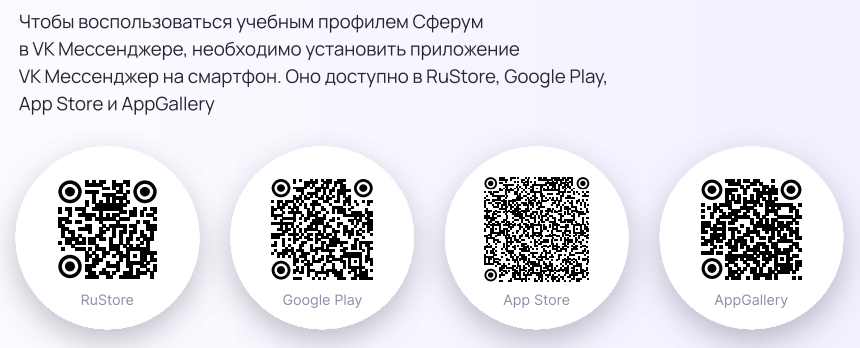 Чтобы воспользоваться учебным профилем Сферум
в VK Мессенджере, необходимо установить приложение
VK Мессенджер на смартфон. Оно доступно в RuStore, Google Play,
App Store и AppGallery
RuStore
Google Play
App Store
AppGallery